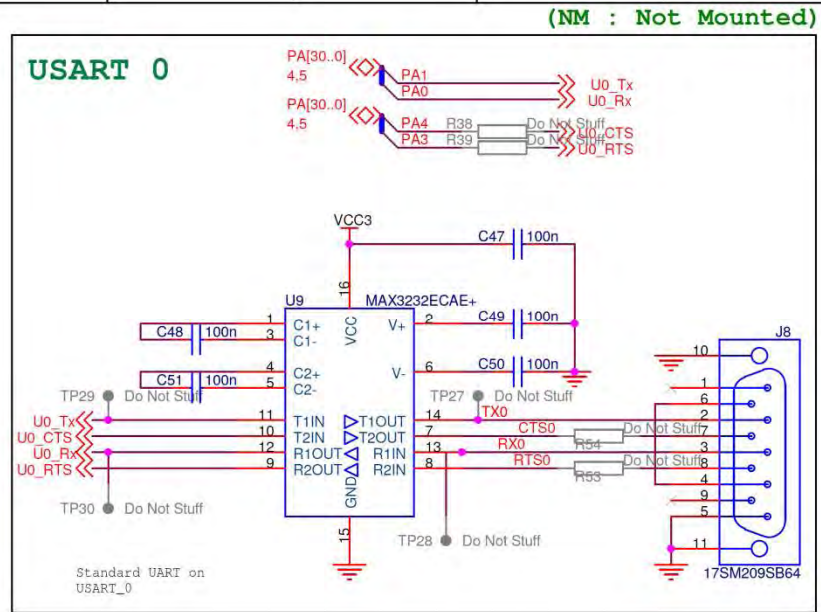 (NM : Not Mounted)
USART 0
PA[30..0]
4,5
PA1
PA0
U0_Tx
U0_Rx
PA[30..0]
4,5
PA4
PA3
R38
R39
Do Not Stuff
Do Not Stuff
U0_CTS
U0_RTS
VCC3
C47
100n
16
U9
MAX3232ECAE+
1
3
C48
100n
C1+
C1-
VCC
V+
2
C49
100n
4
5
C51
100n
C2+
C2-
V-
6
C50
100n
TP29
Do Not Stuff
TP27
Do Not Stuff
U0_Tx
U0_CTS
U0_Rx
U0_RTS
11
10
12
9
T1IN
T2IN
R1OUT
R2OUT
T1OUT
T2OUT
R1IN
R2IN
GND
14
7
13
8
TX0
CTS0
RX0
RTS0
R54
Do Not Stuff
R53
Do Not Stuff
TP30
Do Not Stuff
15
TP28
Do Not Stuff
J8
10
1
6
2
7
3
8
4
9
5
11
17SM209SB64
Standard UART on
USART_0